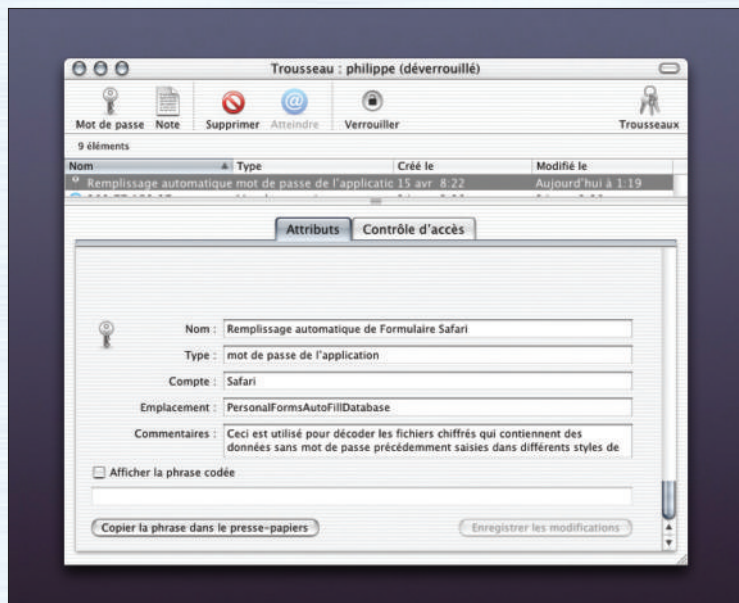 Trousseau : philippe (déverrouillé)
Mot de passe Note Supprimer Atteindre Verrouiller Trousseaux
9 éléments
Nom Type Créé le Modifié le
Remplissage automatique mot de passe de l'applicatic 15 avr 8:22 Aujourd'hui à 1:19
Attributs Contrôle d'accès
Nom : Remplissage automatique de Formulaire Safari
Type : mot de passe de l'application
Compte : Safari
Emplacement : PersonalFormsAutoFillDatabase
Commentaires : Ceci est utilisé pour décoder les fichiers chiffrés qui contiennent des
données sans mot de passe précédemment saisies dans différents styles de
Afficher la phrase codée
Copier la phrase dans le presse-papiers Enregistrer les modifications